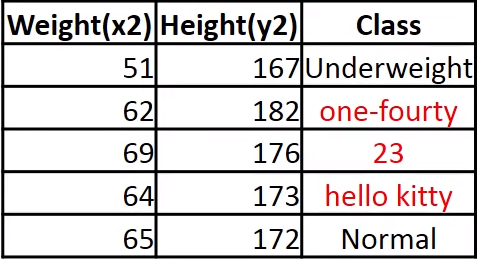 Weight(x2) Height(y2) Class
51 167 Underweight
62 182 one-fourty
69 176 23
64 173 hello kitty
65 172 Normal